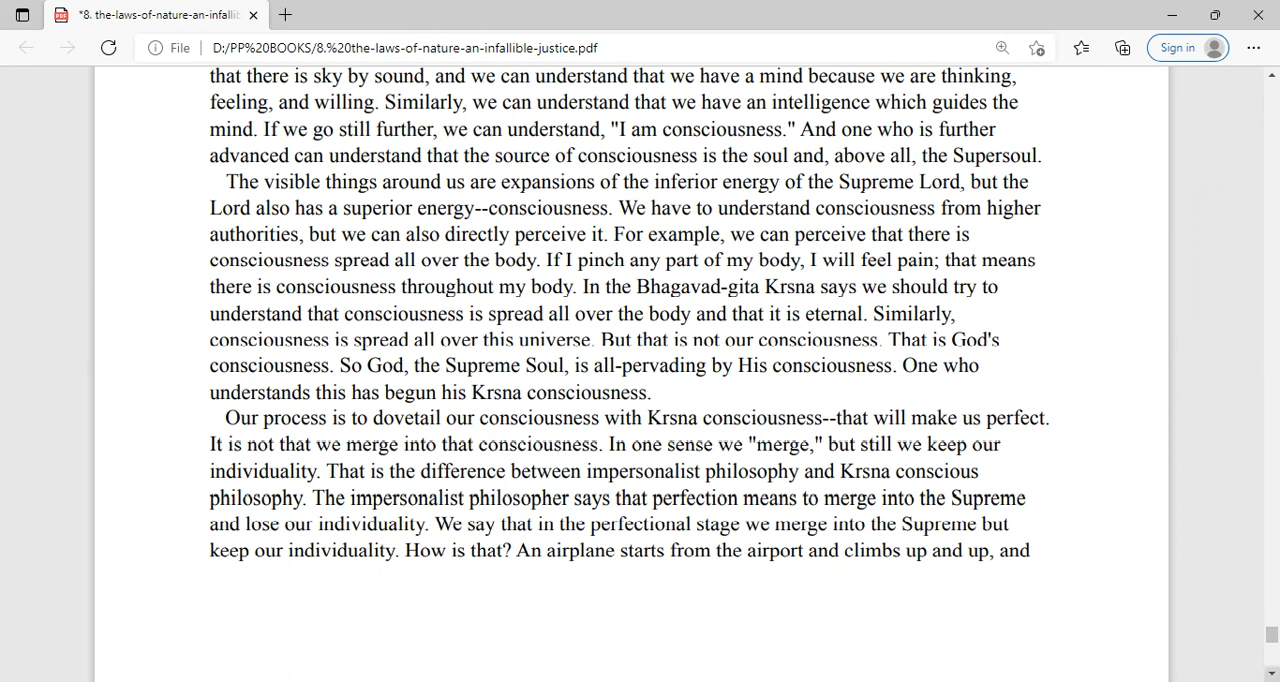 *8. the-laws-of-nature-an-infallib
File
D:/PP%20BOOKS/8.%20the-laws-of-nature-an-infallible-justice.pdf
Sign in
that there is sky by sound, and we can understand that we have a mind because we are thinking,
feeling, and willing. Similarly, we can understand that we have an intelligence which guides the
mind. If we go still further, we can understand, "I am consciousness." And one who is further
advanced can understand that the source of consciousness is the soul and, above all, the Supersoul.
The visible things around us are expansions of the inferior energy of the Supreme Lord, but the
Lord also has a superior energy--consciousness. We have to understand consciousness from higher
authorities, but we can also directly perceive it. For example, we can perceive that there is
consciousness spread all over the body. If I pinch any part of my body, I will feel pain; that means
there is consciousness throughout my body. In the Bhagavad-gita Krsna says we should try to
understand that consciousness is spread all over the body and that it is eternal. Similarly,
consciousness is spread all over this universe. But that is not our consciousness. That is God's
consciousness. So God, the Supreme Soul, is all-pervading by His consciousness. One who
understands this has begun his Krsna consciousness.
Our process is to dovetail our consciousness with Krsna consciousness--that will make us perfect.
It is not that we merge into that consciousness. In one sense we "merge," but still we keep our
individuality. That is the difference between impersonalist philosophy and Krsna conscious
philosophy. The impersonalist philosopher says that perfection means to merge into the Supreme
and lose our individuality. We say that in the perfectional stage we merge into the Supreme but
keep our individuality. How is that? An airplane starts from the airport and climbs up and up, and